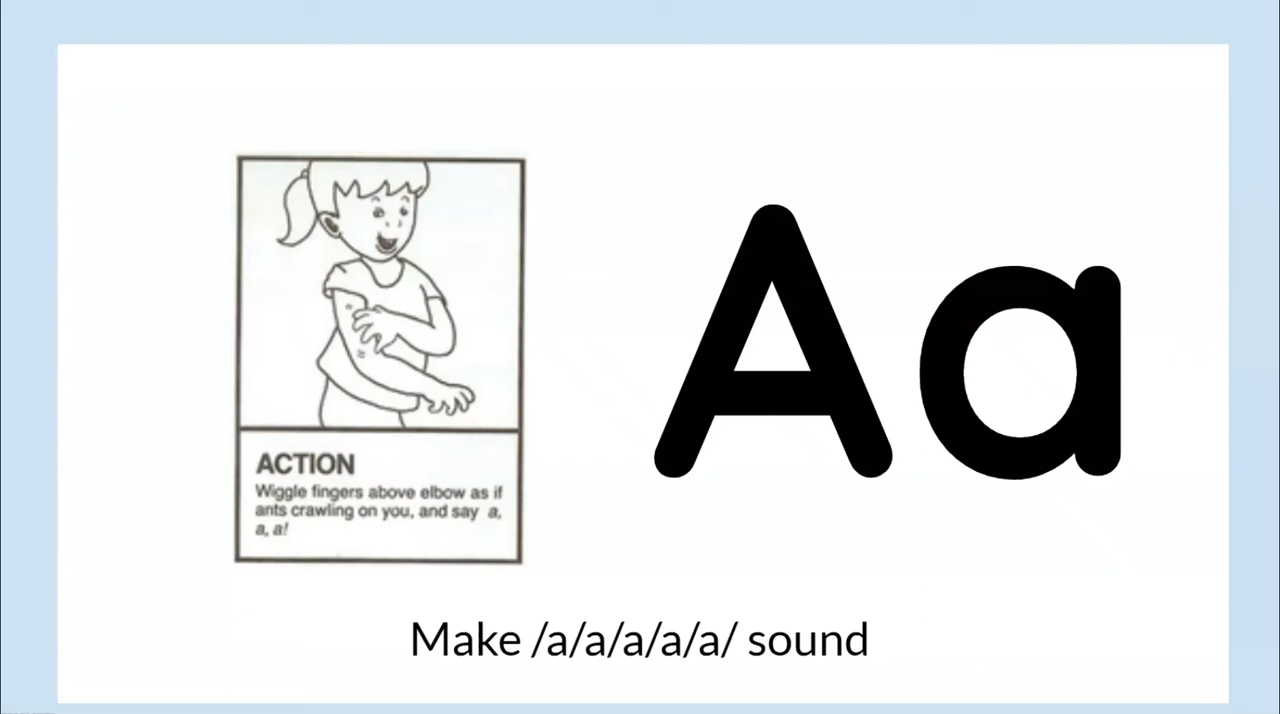 ACTION
Wiggle fingers above elbow as if
ants crawling on you, and say a,
a, a!
Aa
Make /a/a/a/a/a/ sound